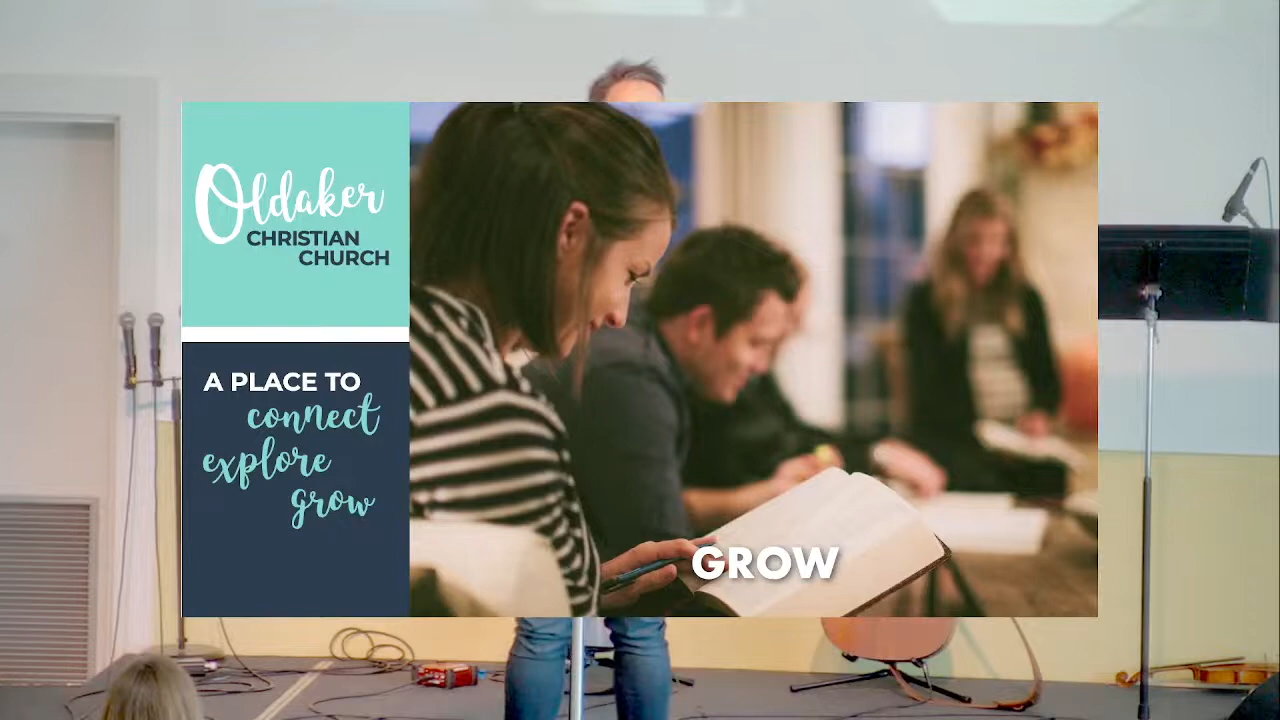 Oldaker
CHRISTIAN
CHURCH
A PLACE TO
connect
explore
grow
GROW